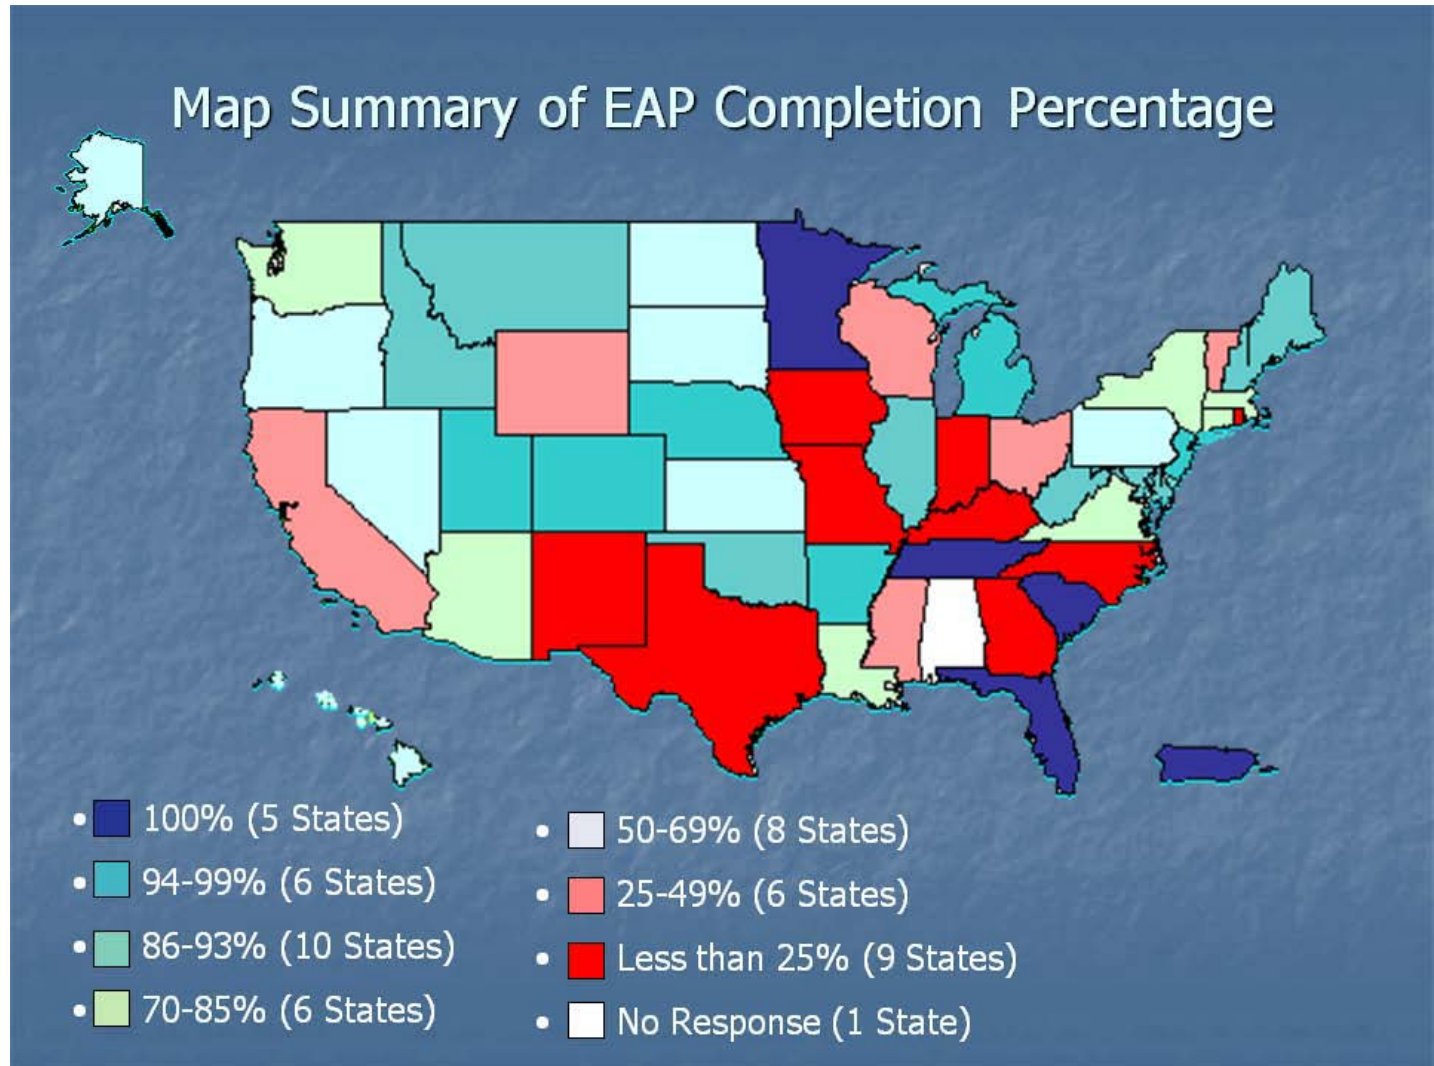 Map Summary of EAP Completion Percentage
100% (5 States)
94-99% (6 States)
86-93% (10 States)
70-85% (6 States)
50-69% (8 States)
25-49% (6 States)
Less than 25% (9 States)
No Response (1 State)